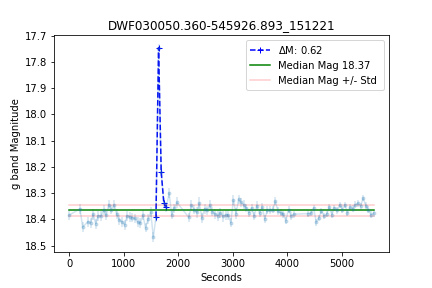 DWF030050.360-545926.893_151221
17.7
17.8
17.9
18.0
18.1
18.2
18.3
18.4
18.5
g band Magnitude
ΔM: 0.62
Median Mag 18.37
Median Mag +/- Std
0 1000 2000 3000 4000 5000
Seconds